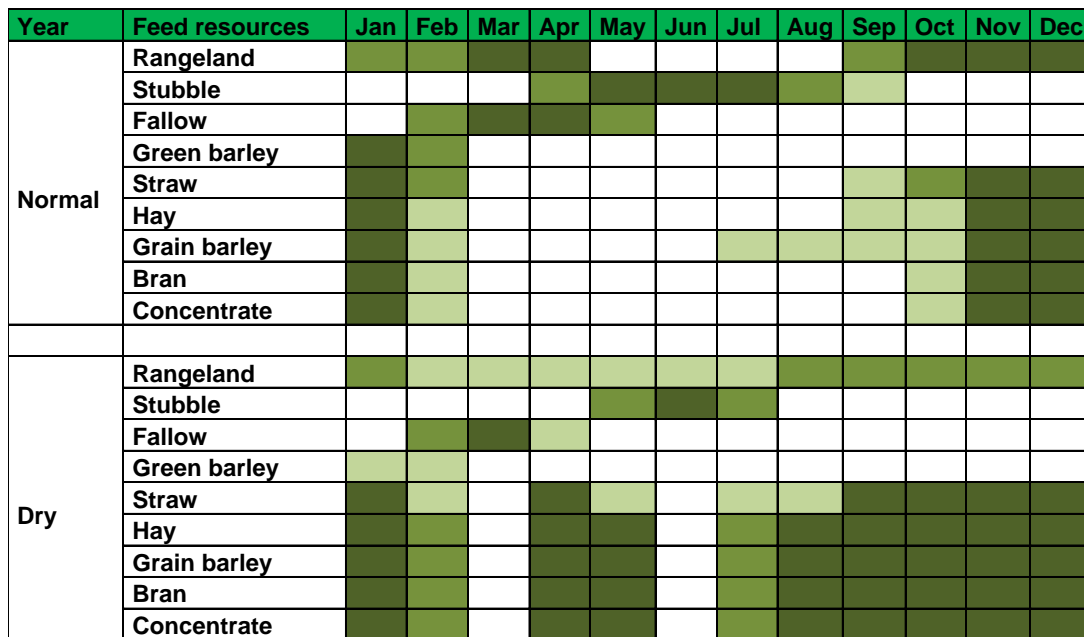 Year Feed resources Jan Feb Mar Apr May Jun Jul Aug Sep Oct Nov Dec
Rangeland
Stubble
Fallow
Green barley
Normal Straw
Hay
Grain barley
Bran
Concentrate
Rangeland
Stubble
Fallow
Green barley
Dry Straw
Hay
Grain barley
Bran
Concentrate